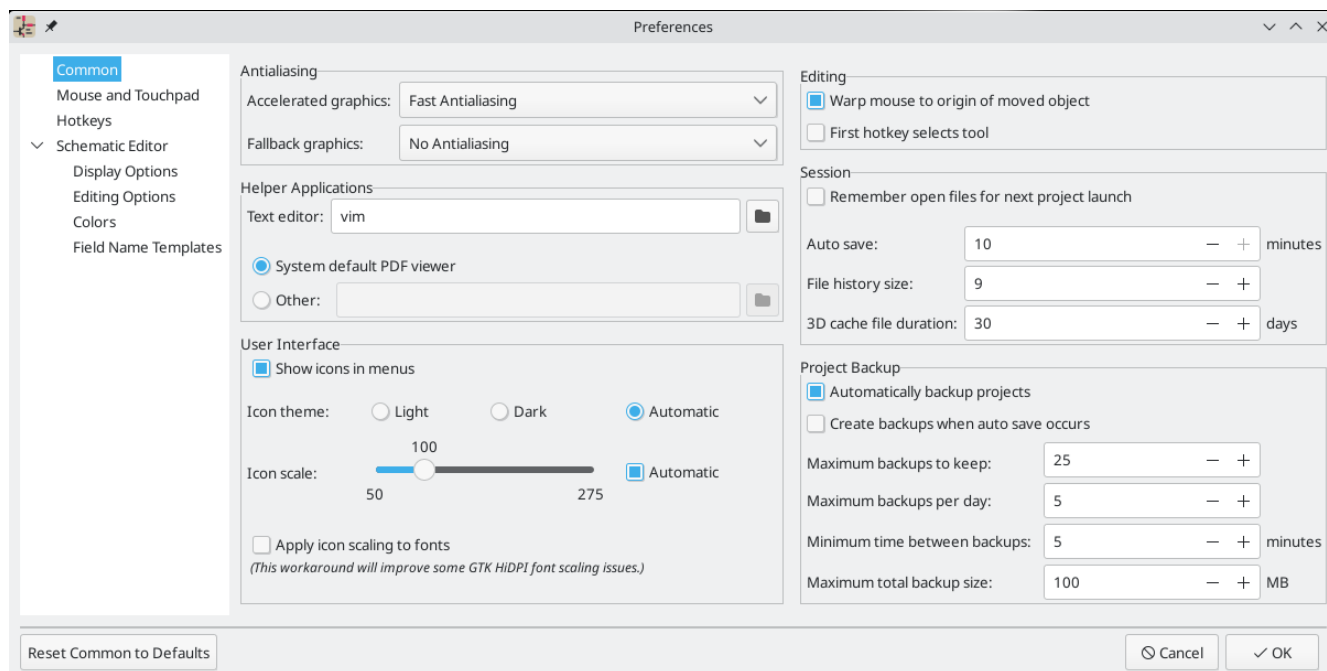 Preferences
Common
Mouse and Touchpad
Hotkeys
Schematic Editor
Display Options
Editing Options
Colors
Field Name Templates
Antialiasing
Accelerated graphics: Fast Antialiasing
Fallback graphics: No Antialiasing
Helper Applications
Text editor: vim
System default PDF viewer
Other:
User Interface
Show icons in menus
Icon theme: Light Dark Automatic
100
Icon scale: Automatic
50 275
Apply icon scaling to fonts
(This workaround will improve some GTK HiDPI font scaling issues.)
Editing
Warp mouse to origin of moved object
First hotkey selects tool
Session
Remember open files for next project launch
Auto save: 10 − + minutes
File history size: 9 − +
3D cache file duration: 30 − + days
Project Backup
Automatically backup projects
Create backups when auto save occurs
Maximum backups to keep: 25 − +
Maximum backups per day: 5 − +
Minimum time between backups: 5 − + minutes
Maximum total backup size: 100 − + MB
Reset Common to Defaults Cancel OK